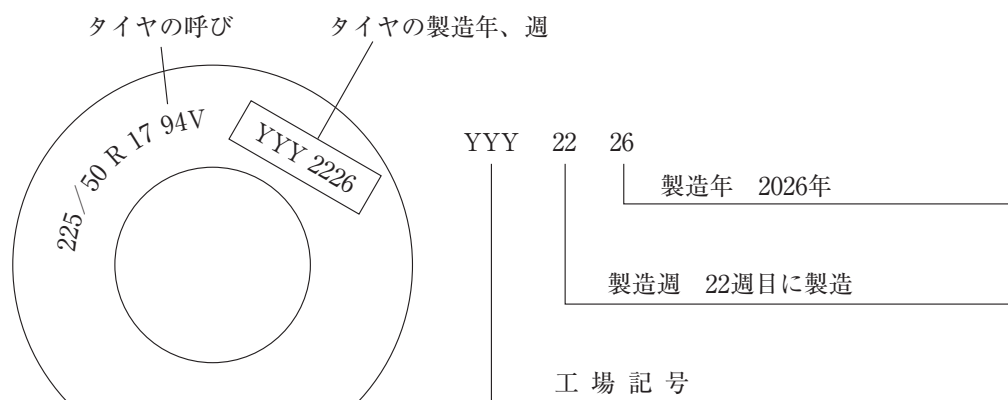 タイヤの呼び
タイヤの製造年、週
225／50 R 17 94V
YYY 2226
YYY 22 26
製造年　2026年
製造週　22週目に製造
工 場 記 号